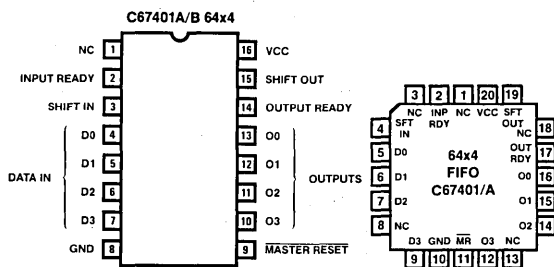 C67401A/B 64x4
NC 1 16 VCC
INPUT READY 2 15 SHIFT OUT
SHIFT IN 3 14 OUTPUT READY
D0 4 13 O0
D1 5 12 O1
DATA IN OUTPUTS
D2 6 11 O2
D3 7 10 O3
GND 8 9 MASTER RESET
3 2 1 20 19
NC INP RDY NC VCC SFT OUT
4 SFT IN NC 18
5 D0 OUT RDY 17
6 D1 O0 16
7 D2 O1 15
8 NC O2 14
64x4
FIFO
C67401/A
D3 GND MR O3 NC
9 10 11 12 13